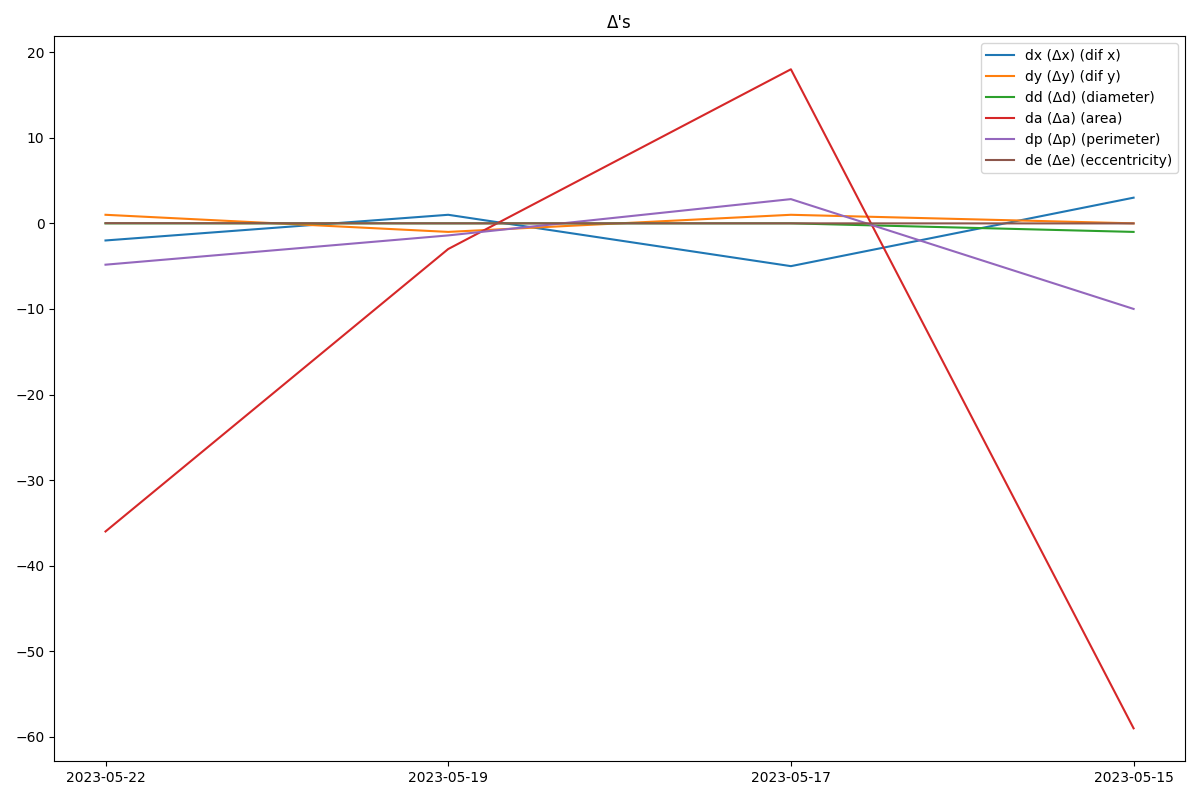 Δ's
dx (Δx) (dif x)
dy (Δy) (dif y)
dd (Δd) (diameter)
da (Δa) (area)
dp (Δp) (perimeter)
de (Δe) (eccentricity)
20
10
0
−10
−20
−30
−40
−50
−60
2023-05-22 2023-05-19 2023-05-17 2023-05-15